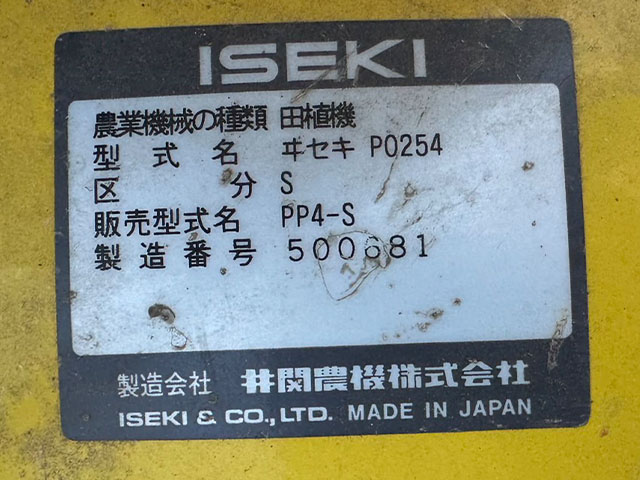 ISEKI
農業機械の種類 田植機
型式名 ヰセキ P0254
区分 S
販売型式名 PP4-S
製造番号 500681
製造会社 井関農機株式会社
ISEKI & CO., LTD. MADE IN JAPAN